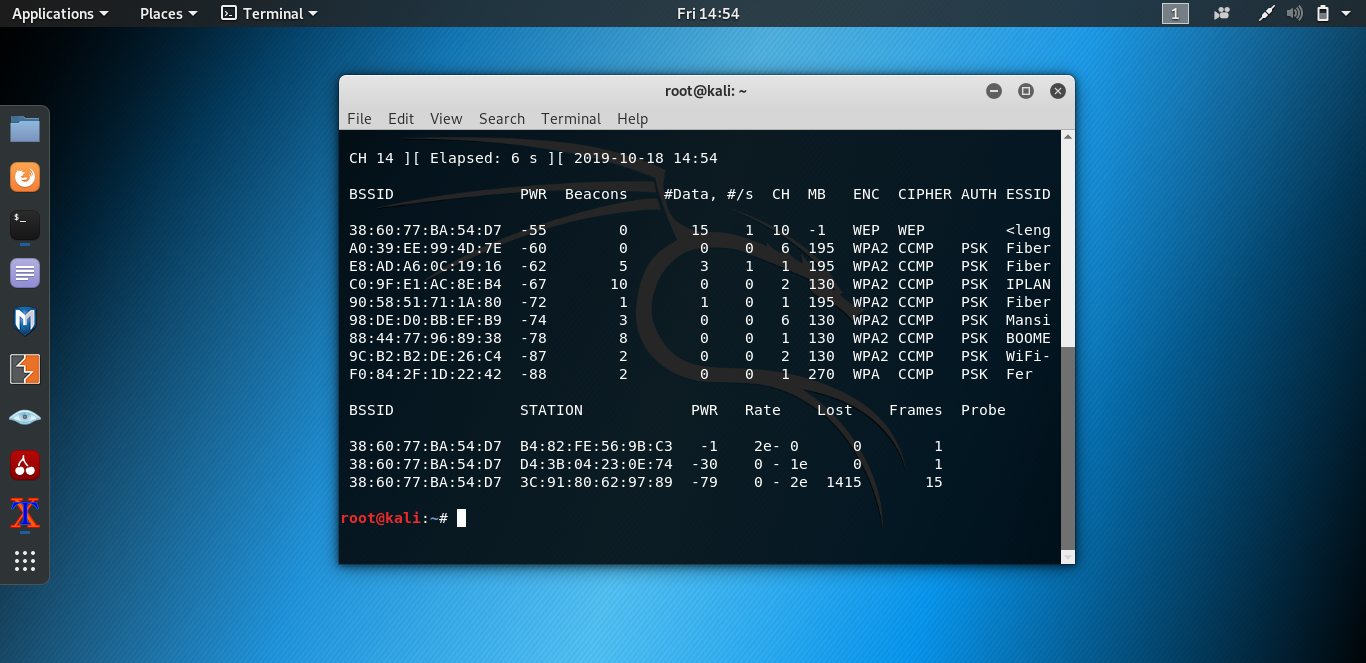 Applications Places Terminal Fri 14:54 1
root@kali: ~
File Edit View Search Terminal Help
CH 14 ][ Elapsed: 6 s ][ 2019-10-18 14:54
BSSID PWR Beacons #Data, #/s CH MB ENC CIPHER AUTH ESSID
38:60:77:BA:54:D7 -55 0 15 1 10 -1 WEP WEP <leng
A0:39:EE:99:4D:7E -60 0 0 0 6 195 WPA2 CCMP PSK Fiber
E8:AD:A6:0C:19:16 -62 5 3 1 1 195 WPA2 CCMP PSK Fiber
C0:9F:E1:AC:8E:B4 -67 10 0 0 2 130 WPA2 CCMP PSK IPLAN
90:58:51:71:1A:80 -72 1 1 0 1 195 WPA2 CCMP PSK Fiber
98:DE:D0:BB:EF:B9 -74 3 0 0 6 130 WPA2 CCMP PSK Mansi
88:44:77:96:89:38 -78 8 0 0 1 130 WPA2 CCMP PSK BOOME
9C:B2:B2:DE:26:C4 -87 2 0 0 2 130 WPA2 CCMP PSK WiFi-
F0:84:2F:1D:22:42 -88 2 0 0 1 270 WPA CCMP PSK Fer
BSSID STATION PWR Rate Lost Frames Probe
38:60:77:BA:54:D7 B4:82:FE:56:9B:C3 -1 2e- 0 0 1
38:60:77:BA:54:D7 D4:3B:04:23:0E:74 -30 0 - 1e 0 1
38:60:77:BA:54:D7 3C:91:80:62:97:89 -79 0 - 2e 1415 15
root@kali:~#